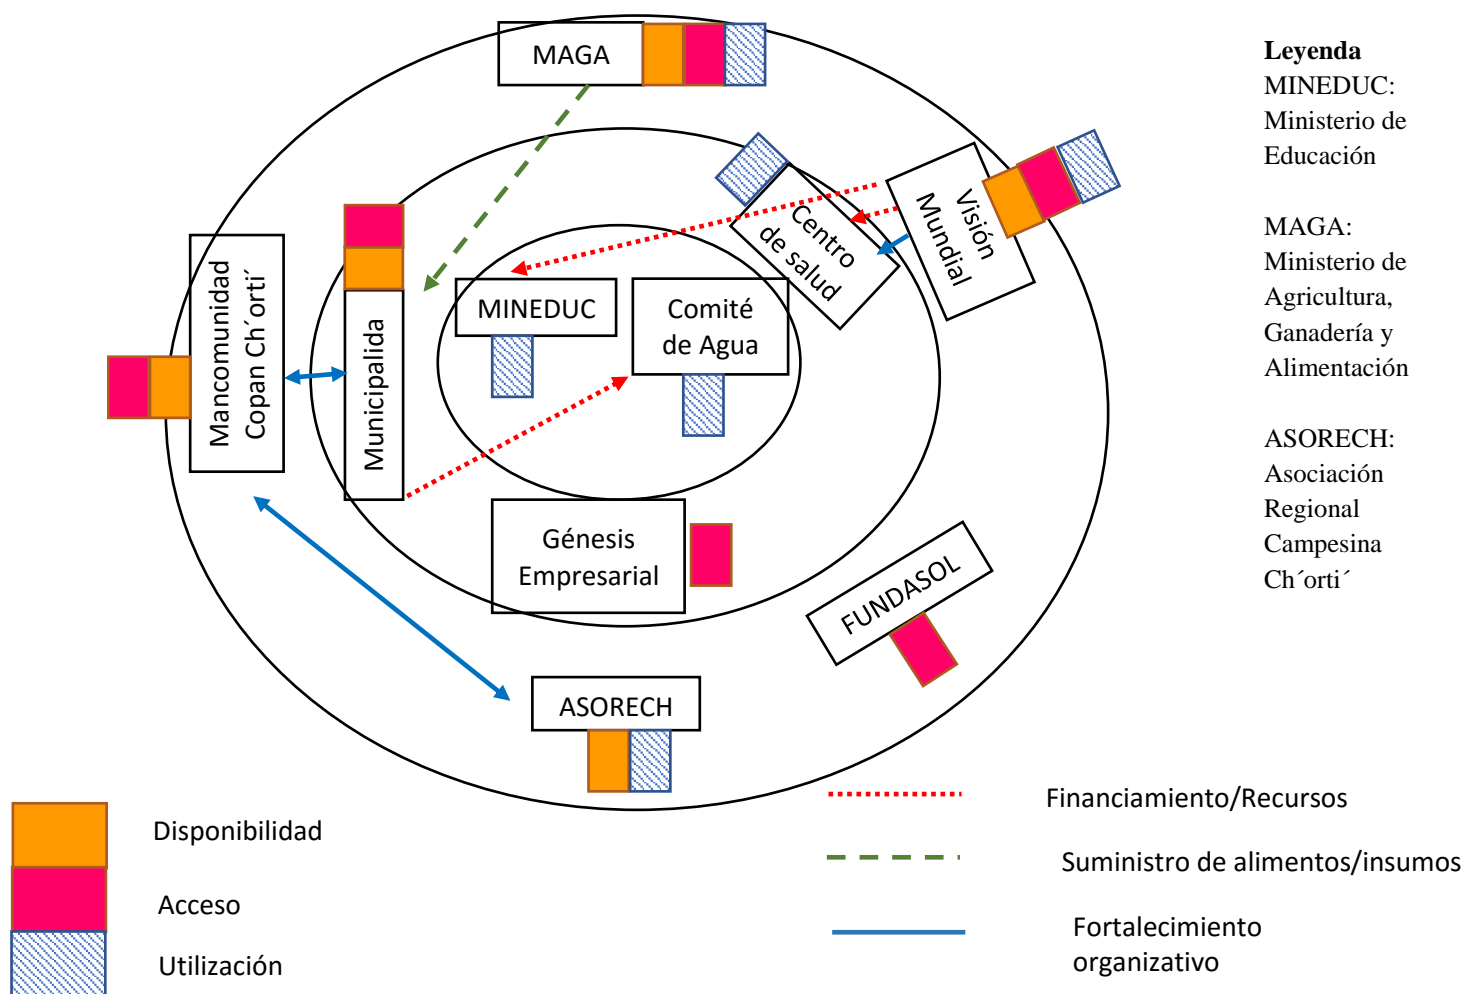 MAGA
Leyenda
MINEDUC:
Ministerio de
Educación
MAGA:
Ministerio de
Agricultura,
Ganadería y
Alimentación
ASORECH:
Asociación
Regional
Campesina
Ch´orti´
Visión
Mundial
Centro
de salud
Mancomunidad
Copan Ch´orti´
Municipalida
MINEDUC
Comité
de Agua
Génesis
Empresarial
FUNDASOL
ASORECH
Disponibilidad
Acceso
Utilización
Financiamiento/Recursos
Suministro de alimentos/insumos
Fortalecimiento
organizativo